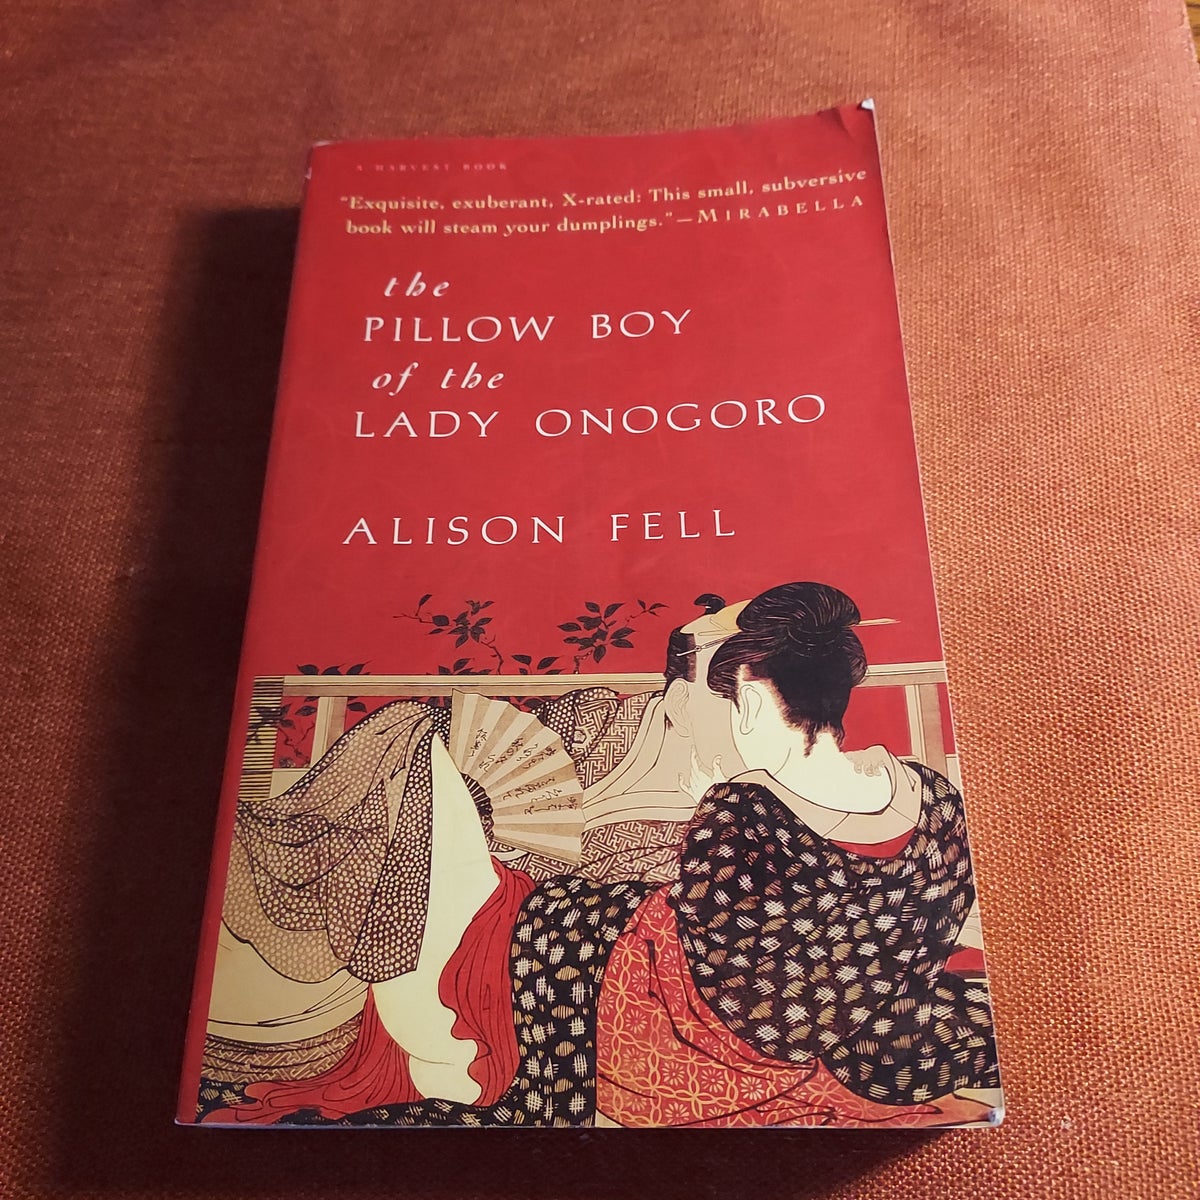 A HARVEST BOOK
"Exquisite, exuberant, X-rated: This small, subversive
book will steam your dumplings."—MIRABELLA
the
PILLOW BOY
of the
LADY ONOGORO
ALISON FELL